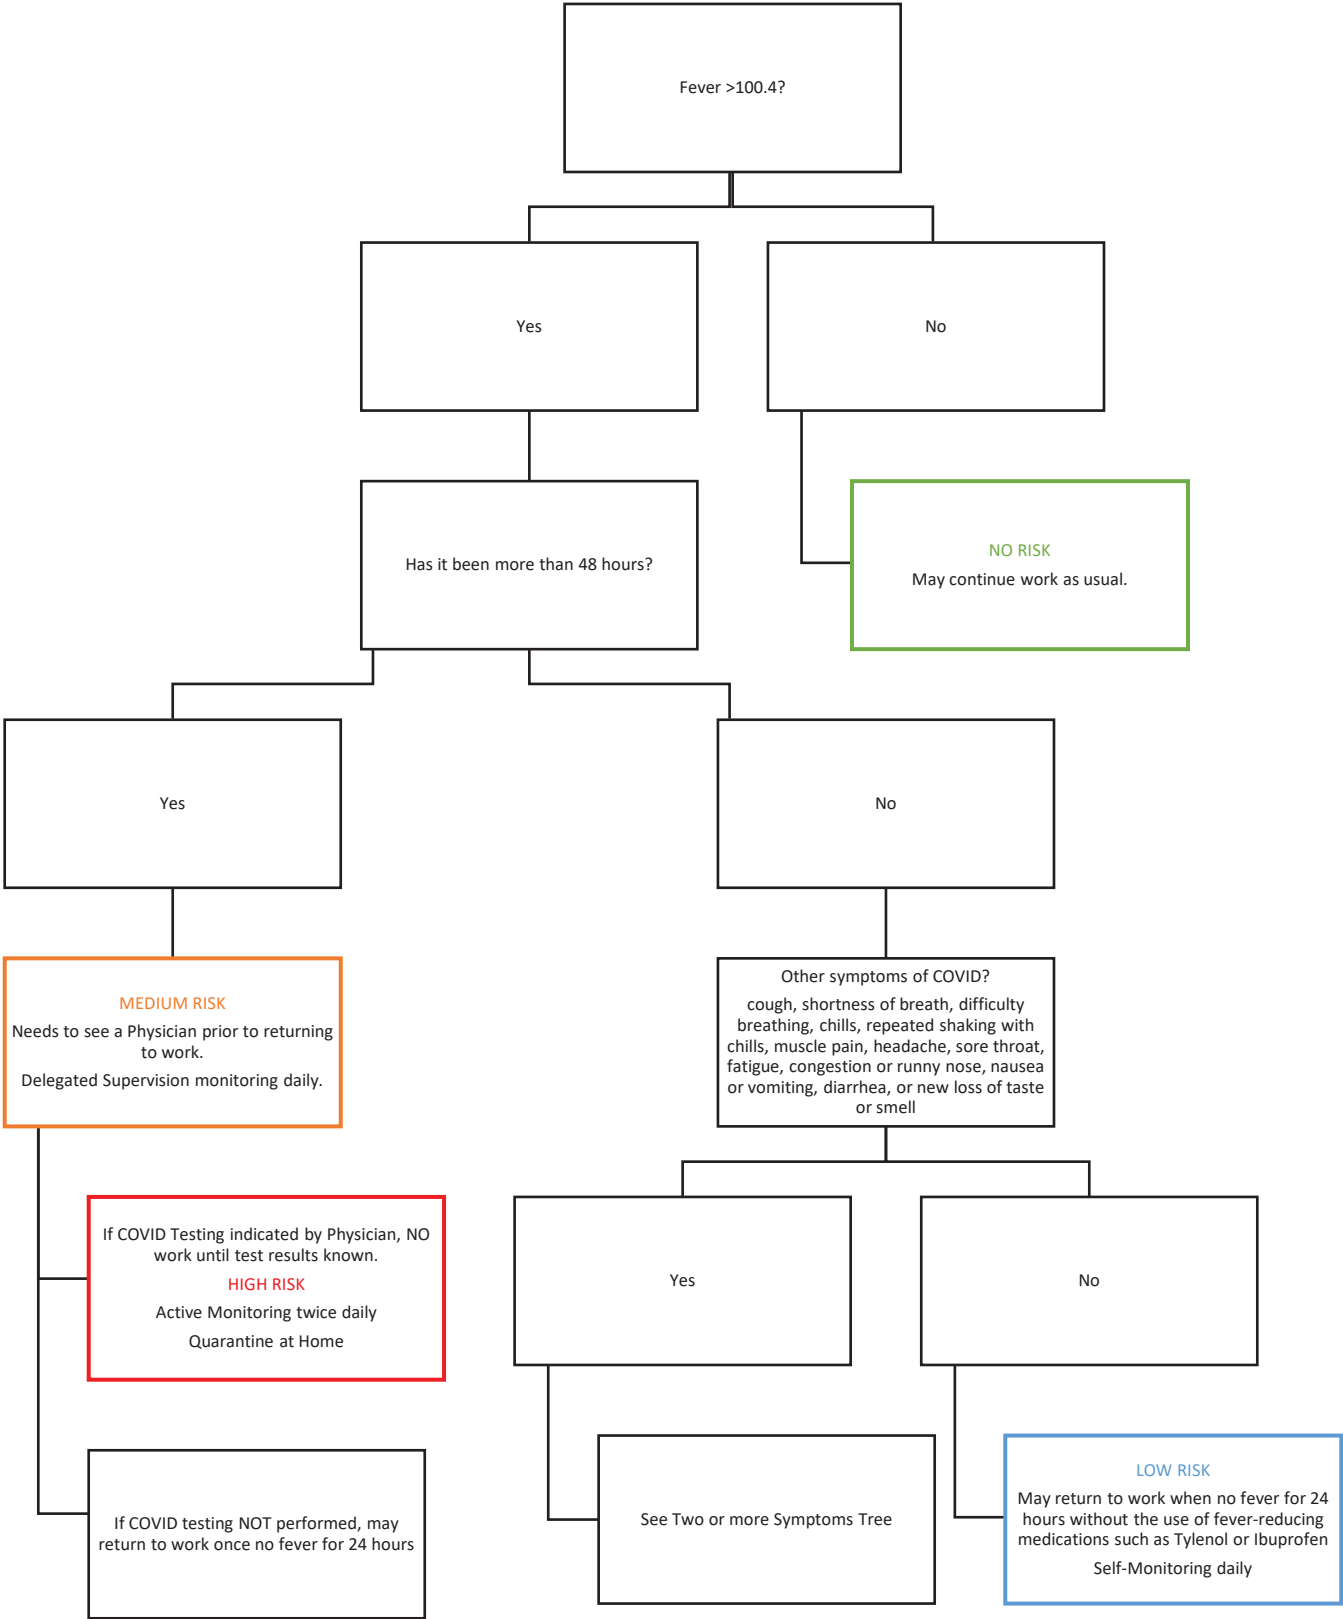 Fever >100.4?
Yes
No
Has it been more than 48 hours?
NO RISK
May continue work as usual.
Yes
No
MEDIUM RISK
Needs to see a Physician prior to returning
to work.
Delegated Supervision monitoring daily.
Other symptoms of COVID?
cough, shortness of breath, difficulty
breathing, chills, repeated shaking with
chills, muscle pain, headache, sore throat,
fatigue, congestion or runny nose, nausea
or vomiting, diarrhea, or new loss of taste
or smell
If COVID Testing indicated by Physician, NO
work until test results known.
HIGH RISK
Active Monitoring twice daily
Quarantine at Home
Yes
No
If COVID testing NOT performed, may
return to work once no fever for 24 hours
See Two or more Symptoms Tree
LOW RISK
May return to work when no fever for 24
hours without the use of fever-reducing
medications such as Tylenol or Ibuprofen
Self-Monitoring daily